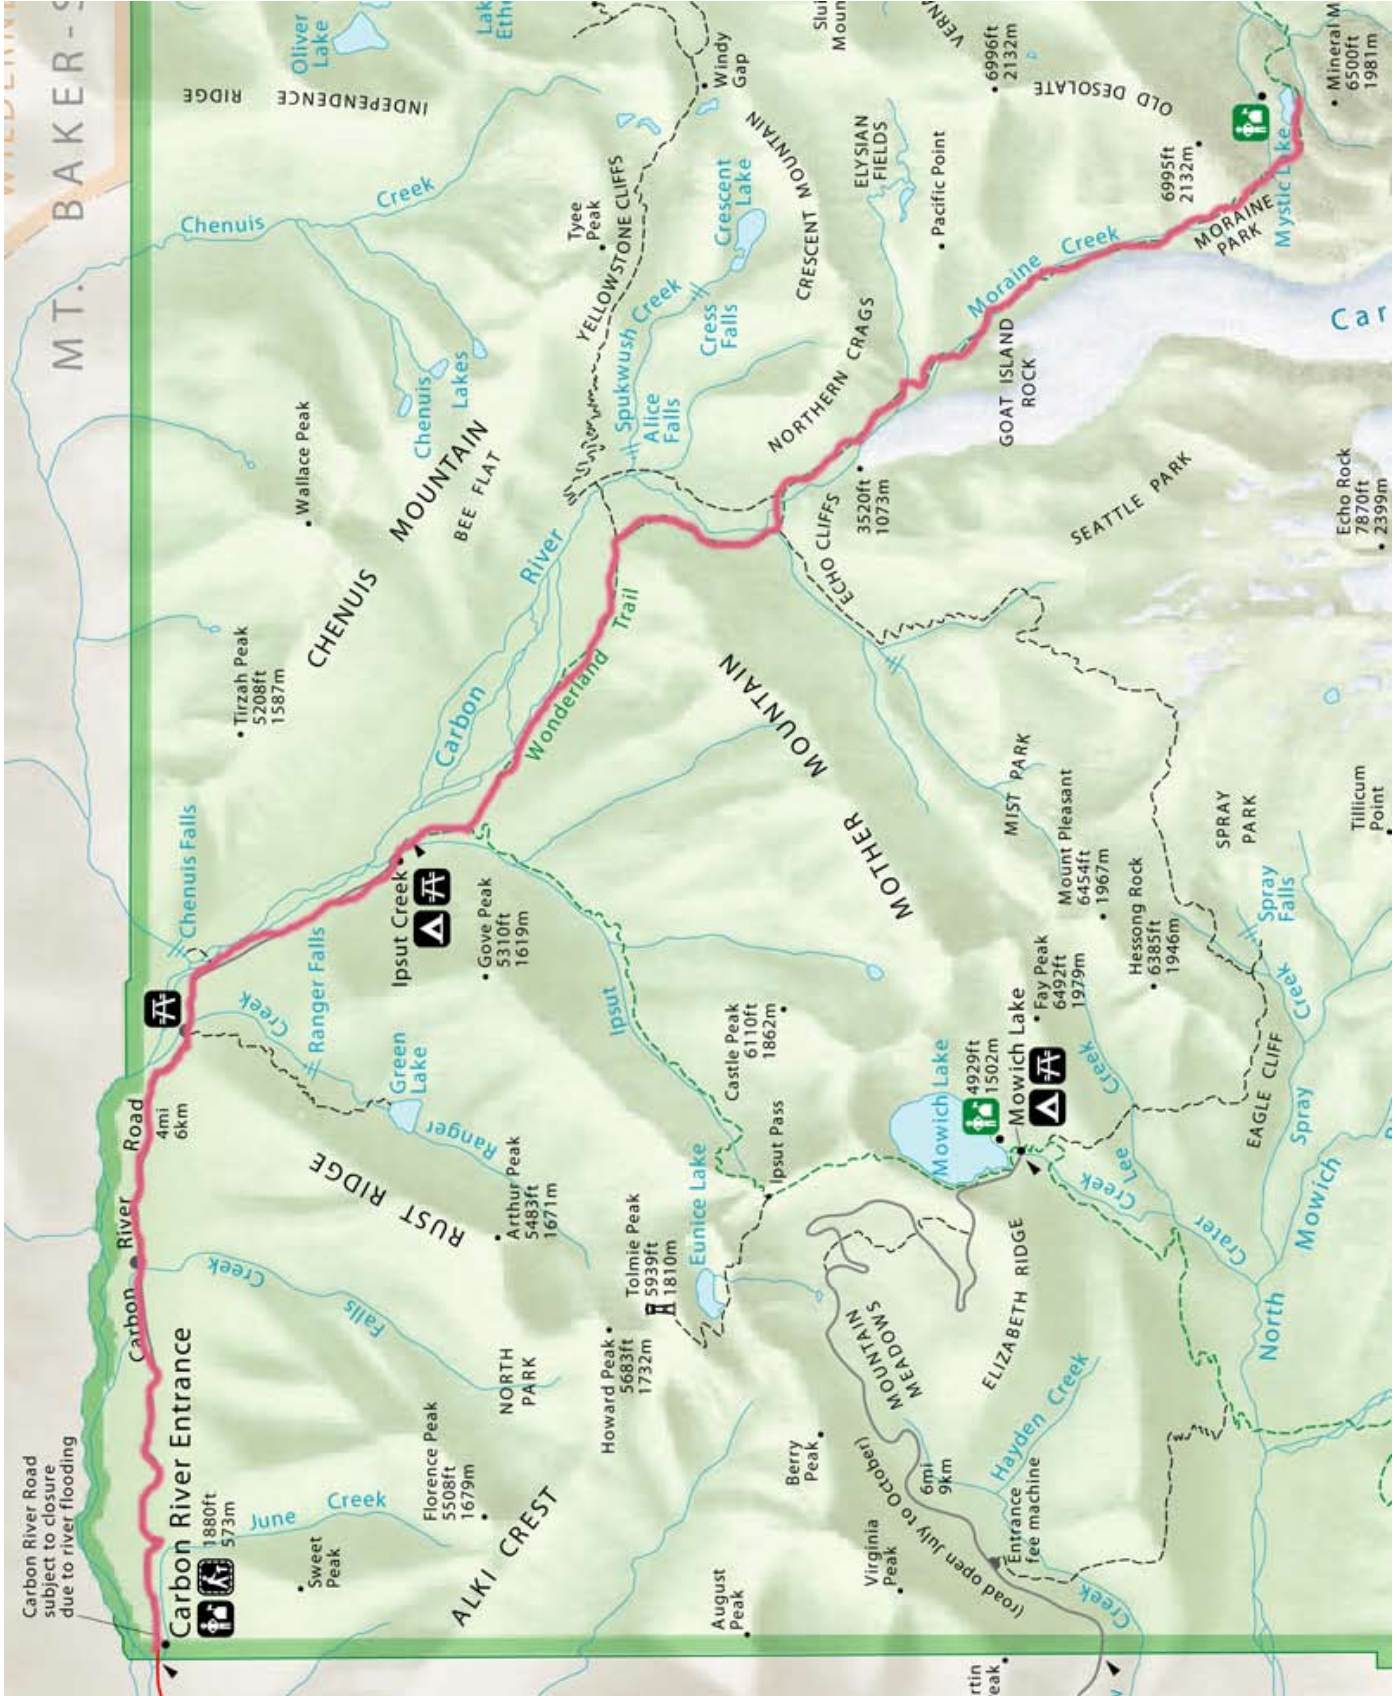 Carbon River Road
subject to closure
due to river flooding
MT. BAKER-S
Carbon River Road
4mi
6km
Carbon River Entrance
1880ft
573m
Chenuis Falls
Chenuis
Creek
INDEPENDENCE
RIDGE
Oliver
Lake
June
Creek
Creek
Falls
Creek
Ranger Falls
Tirzah Peak
5208ft
1587m
Wallace Peak
Sweet
Peak
RUST RIDGE
CHENUIS
MOUNTAIN
BEE FLAT
Chenuis
Lakes
Green
Lake
Ranger
Ipsut Creek
Florence Peak
5508ft
1679m
Arthur Peak
5483ft
1671m
Gove Peak
5310ft
1619m
Carbon
River
ALKI CREST
NORTH
PARK
Wonderland
Trail
Tyee
Peak
YELLOWSTONE CLIFFS
Howard Peak
5683ft
1732m
Tolmie Peak
5939ft
1810m
Ipsut
Spukwush Creek
Alice
Falls
Cress
Falls
Crescent
Lake
Windy
Gap
August
Peak
Eunice Lake
Castle Peak
6110ft
1862m
Ipsut Pass
MOTHER
MOUNTAIN
NORTHERN CRAGS
CRESCENT MOUNTAIN
Berry
Peak
MOUNTAIN
MEADOWS
ECHO CLIFFS
3520ft
1073m
ELYSIAN
FIELDS
Pacific Point
Virginia
Peak
(road open July to October)
6mi
9km
Mowich Lake
4929ft
1502m
Mowich Lake
ELIZABETH RIDGE
Hayden Creek
Entrance
fee machine
Creek
Fay Peak
6492ft
1979m
Mount Pleasant
6454ft
1967m
MIST PARK
GOAT ISLAND
ROCK
Moraine
Creek
6996ft
2132m
OLD DESOLATE
Crater
Creek
Lee
Creek
Hessong Rock
6385ft
1946m
SEATTLE PARK
6995ft
2132m
MORAINE
PARK
SPRAY
PARK
EAGLE CLIFF
Spray
Creek
Spray
Falls
Mystic Lake
North
Mowich
Tillicum
Point
Echo Rock
7870ft
2399m
Car
Mineral M
6500ft
1981m